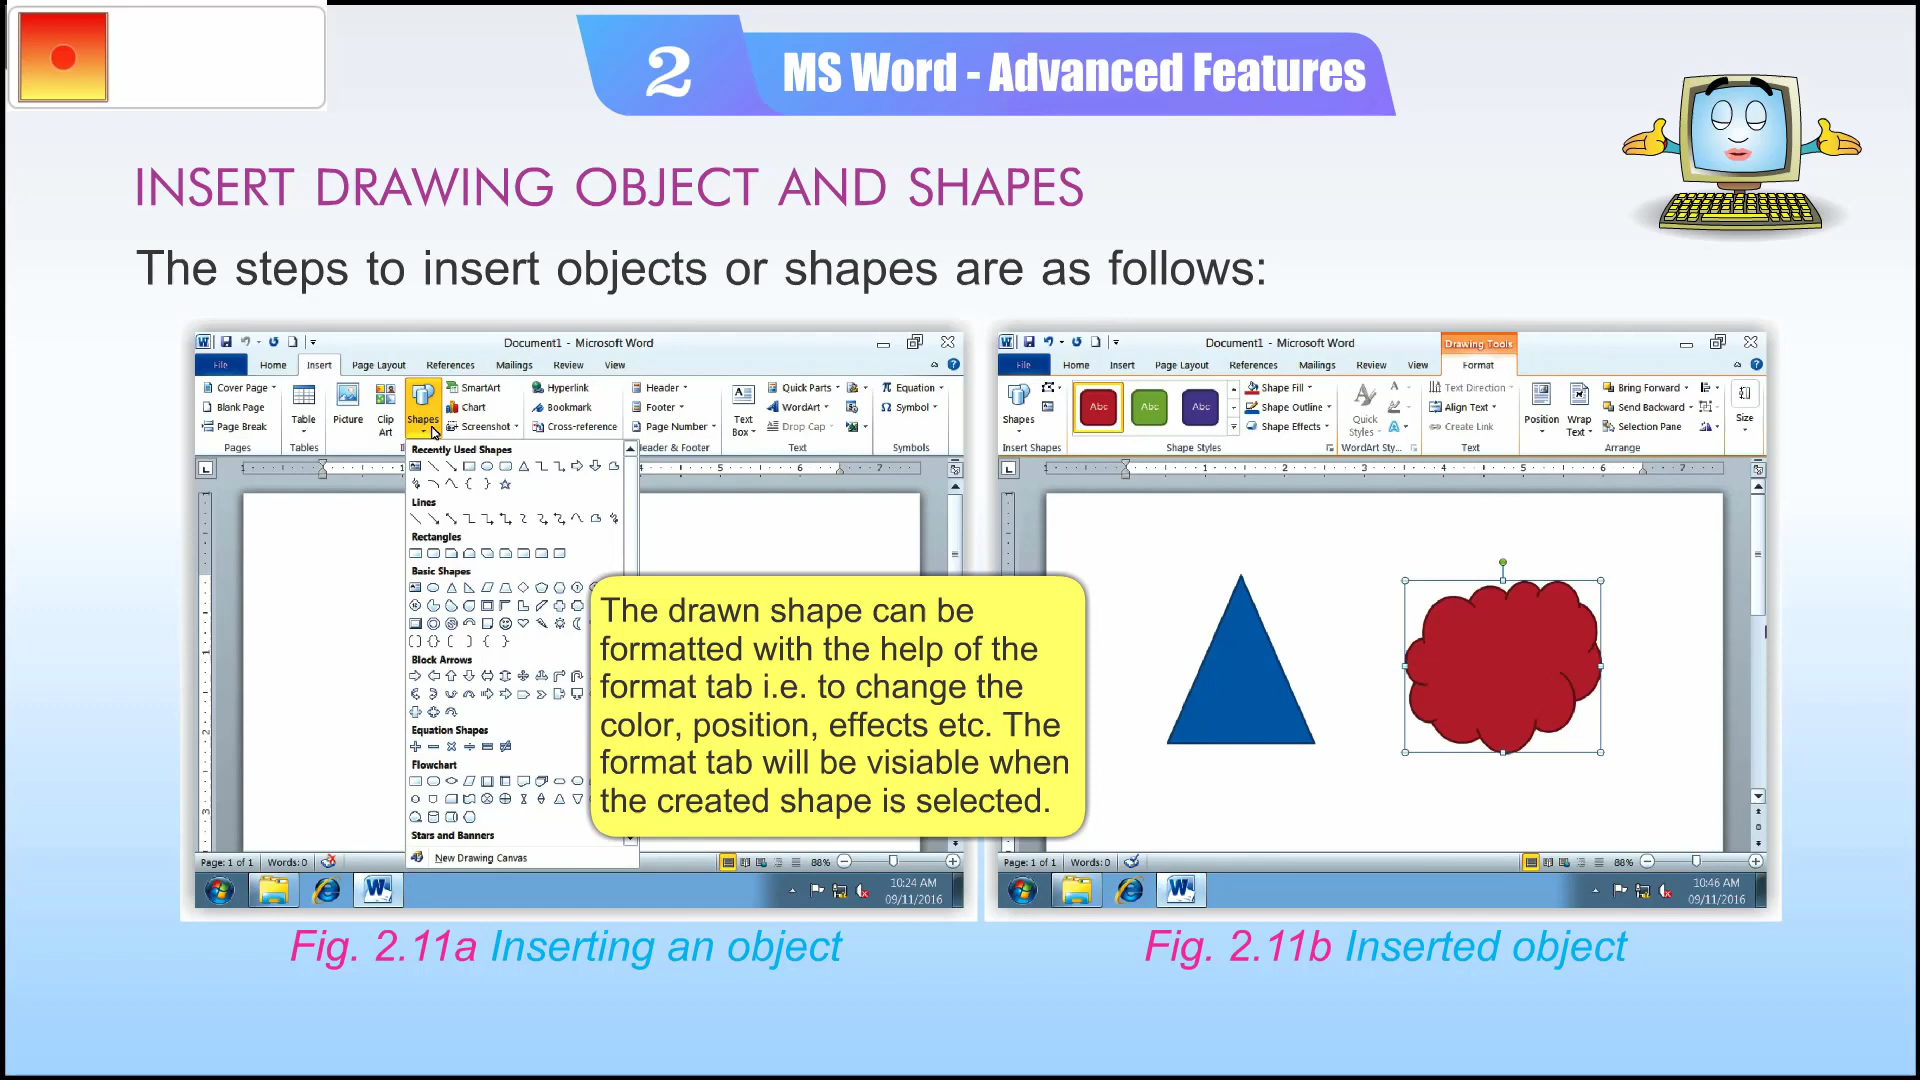 2
MS Word - Advanced Features
INSERT DRAWING OBJECT AND SHAPES
The steps to insert objects or shapes are as follows:
Document1 - Microsoft Word
File Home Insert Page Layout References Mailings Review View
Cover Page
Blank Page
Page Break
Pages
Table
Tables
Picture
Clip
Art
Shapes
SmartArt
Chart
Screenshot
Hyperlink
Bookmark
Cross-reference
Header
Footer
Page Number
Header & Footer
Text
Box
Quick Parts
WordArt
Drop Cap
Text
Equation
Symbol
Symbols
Recently Used Shapes
Lines
Rectangles
Basic Shapes
Block Arrows
Equation Shapes
Flowchart
Stars and Banners
New Drawing Canvas
Page: 1 of 1 Words: 0
88%
10:24 AM
09/11/2016
Document1 - Microsoft Word
Drawing Tools
File Home Insert Page Layout References Mailings Review View Format
Shapes
Insert Shapes
Abc Abc Abc
Shape Fill
Shape Outline
Shape Effects
Shape Styles
Quick
Styles
WordArt Sty...
Text Direction
Align Text
Create Link
Text
Position
Wrap
Text
Bring Forward
Send Backward
Selection Pane
Arrange
Size
1 2 3 4 5 6 7
Page: 1 of 1 Words: 0
88%
10:46 AM
09/11/2016
The drawn shape can be
formatted with the help of the
format tab i.e. to change the
color, position, effects etc. The
format tab will be visiable when
the created shape is selected.
Fig. 2.11a Inserting an object
Fig. 2.11b Inserted object